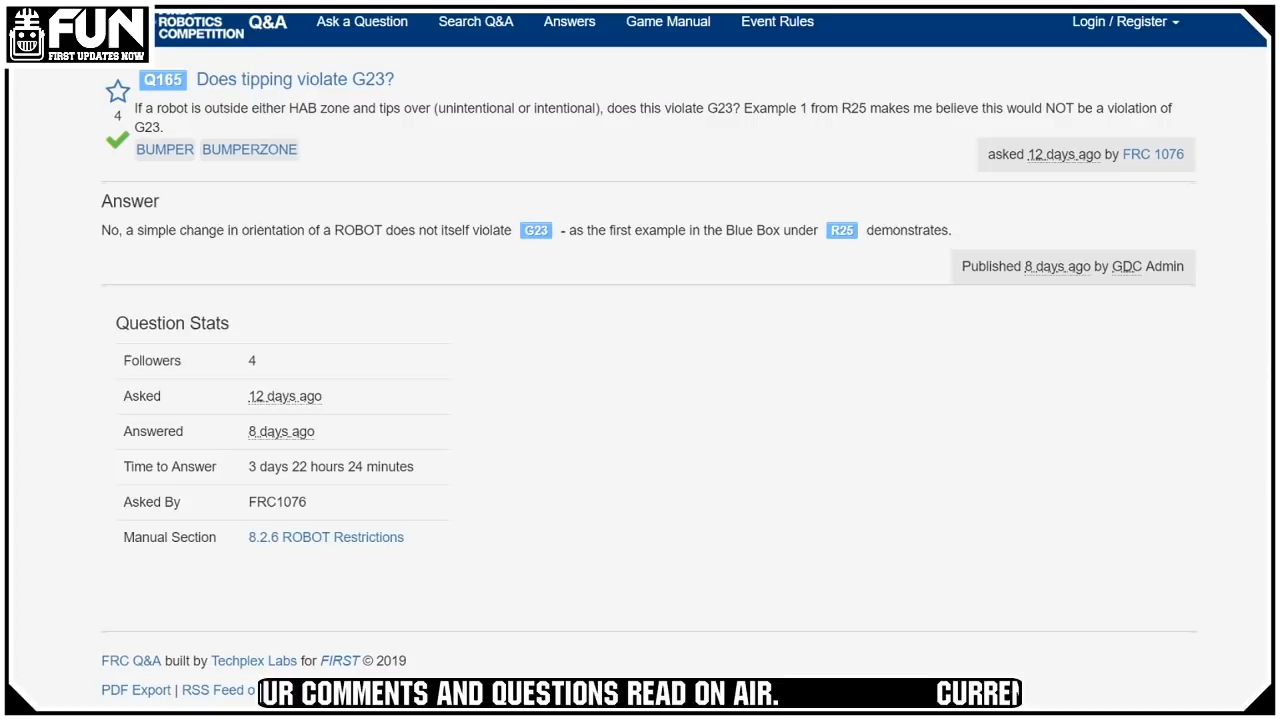 FUN
FIRST UPDATES NOW
ROBOTICS
COMPETITION
Q&A
Ask a Question
Search Q&A
Answers
Game Manual
Event Rules
Login / Register
Q165 Does tipping violate G23?
If a robot is outside either HAB zone and tips over (unintentional or intentional), does this violate G23? Example 1 from R25 makes me believe this would NOT be a violation of
G23.
4
BUMPER BUMPERZONE
asked 12 days ago by FRC 1076
Answer
No, a simple change in orientation of a ROBOT does not itself violate G23 - as the first example in the Blue Box under R25 demonstrates.
Published 8 days ago by GDC Admin
Question Stats
Followers 4
Asked 12 days ago
Answered 8 days ago
Time to Answer 3 days 22 hours 24 minutes
Asked By FRC1076
Manual Section 8.2.6 ROBOT Restrictions
FRC Q&A built by Techplex Labs for FIRST © 2019
PDF Export | RSS Feed o
UR COMMENTS AND QUESTIONS READ ON AIR. CURREN